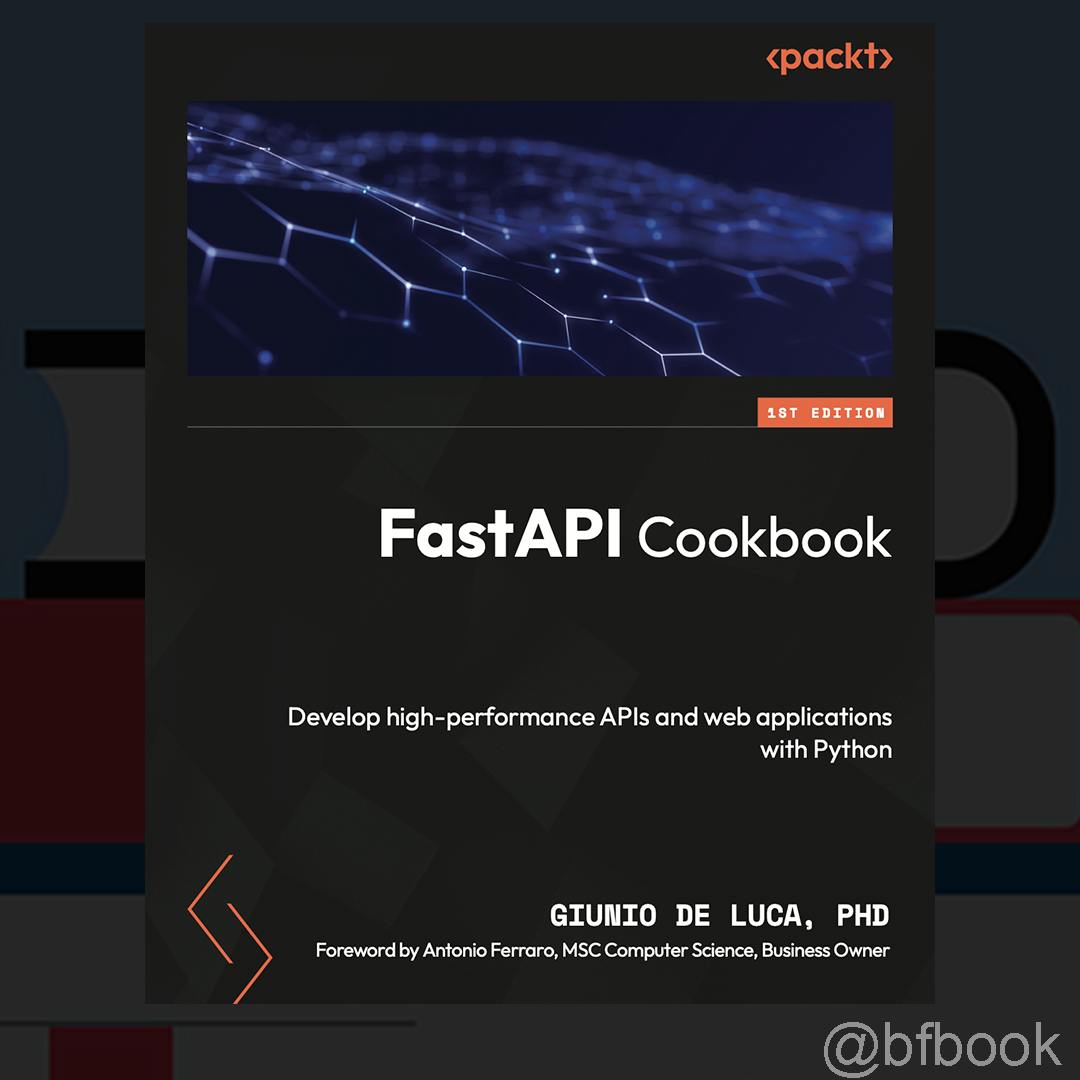 <packt>
1ST EDITION
FastAPI Cookbook
Develop high-performance APIs and web applications
with Python
GIUNIO DE LUCA, PHD
Foreword by Antonio Ferraro, MSC Computer Science, Business Owner
@bfbook